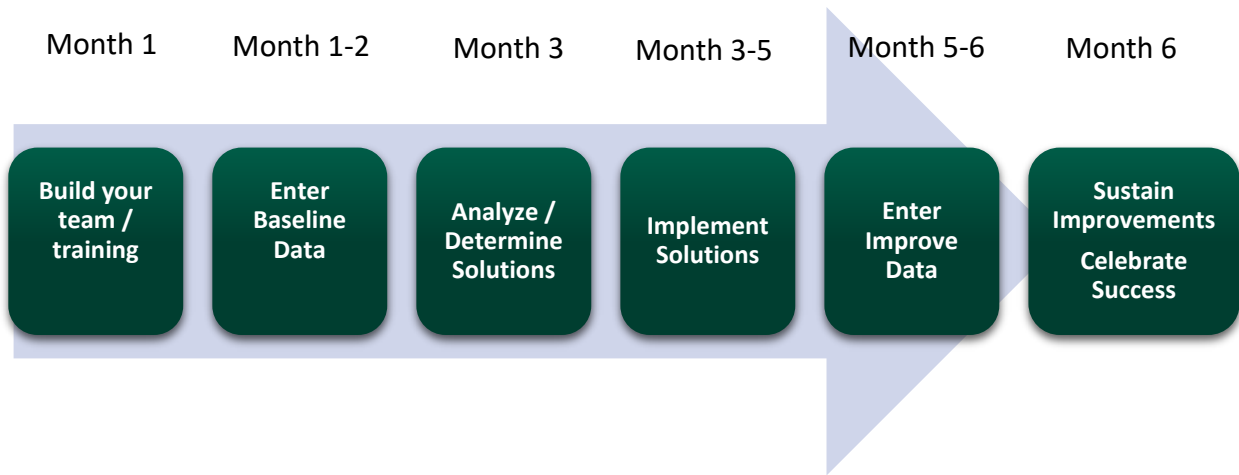 Month 1
Month 1-2
Month 3
Month 3-5
Month 5-6
Month 6
Build your
team /
training
Enter
Baseline
Data
Analyze /
Determine
Solutions
Implement
Solutions
Enter
Improve
Data
Sustain
Improvements
Celebrate
Success